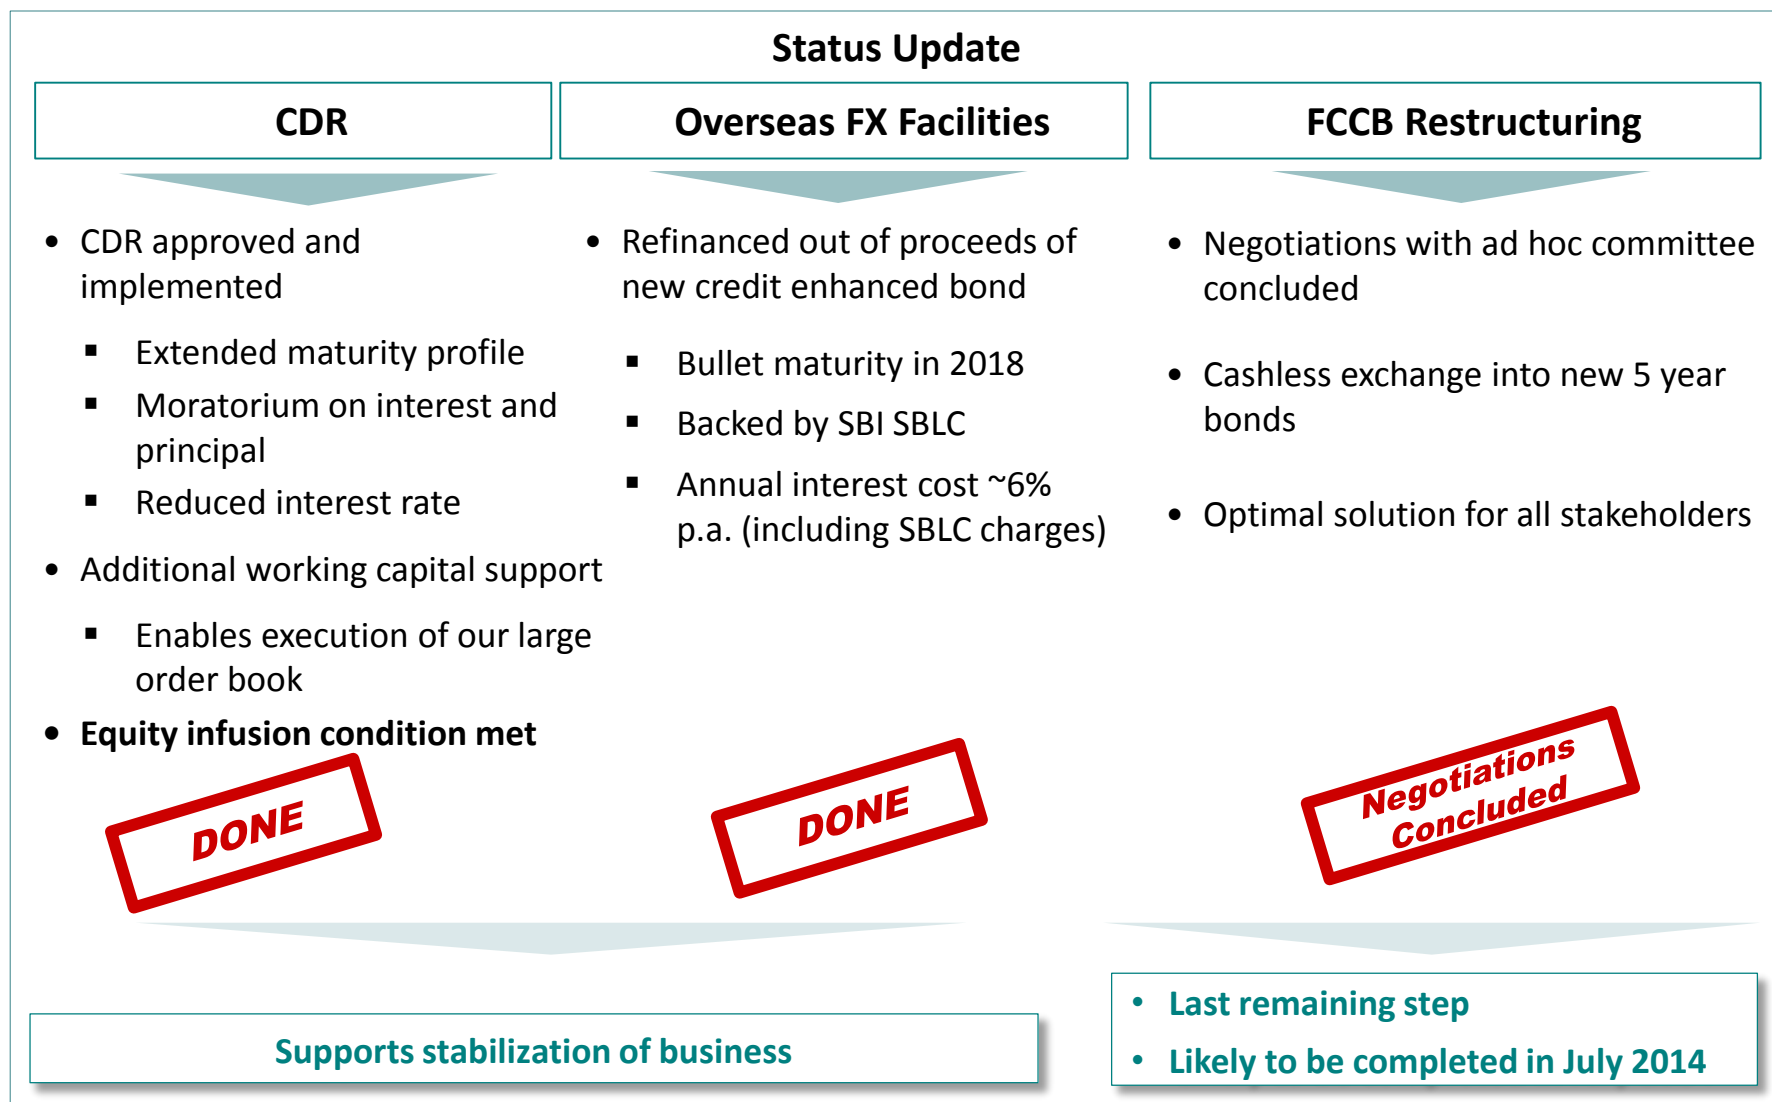 Status Update
CDR
• CDR approved and
implemented
▪ Extended maturity profile
▪ Moratorium on interest and
principal
▪ Reduced interest rate
• Additional working capital support
▪ Enables execution of our large
order book
• Equity infusion condition met
DONE
Overseas FX Facilities
• Refinanced out of proceeds of
new credit enhanced bond
▪ Bullet maturity in 2018
▪ Backed by SBI SBLC
▪ Annual interest cost ~6%
p.a. (including SBLC charges)
DONE
Supports stabilization of business
FCCB Restructuring
• Negotiations with ad hoc committee
concluded
• Cashless exchange into new 5 year
bonds
• Optimal solution for all stakeholders
Negotiations
Concluded
• Last remaining step
• Likely to be completed in July 2014